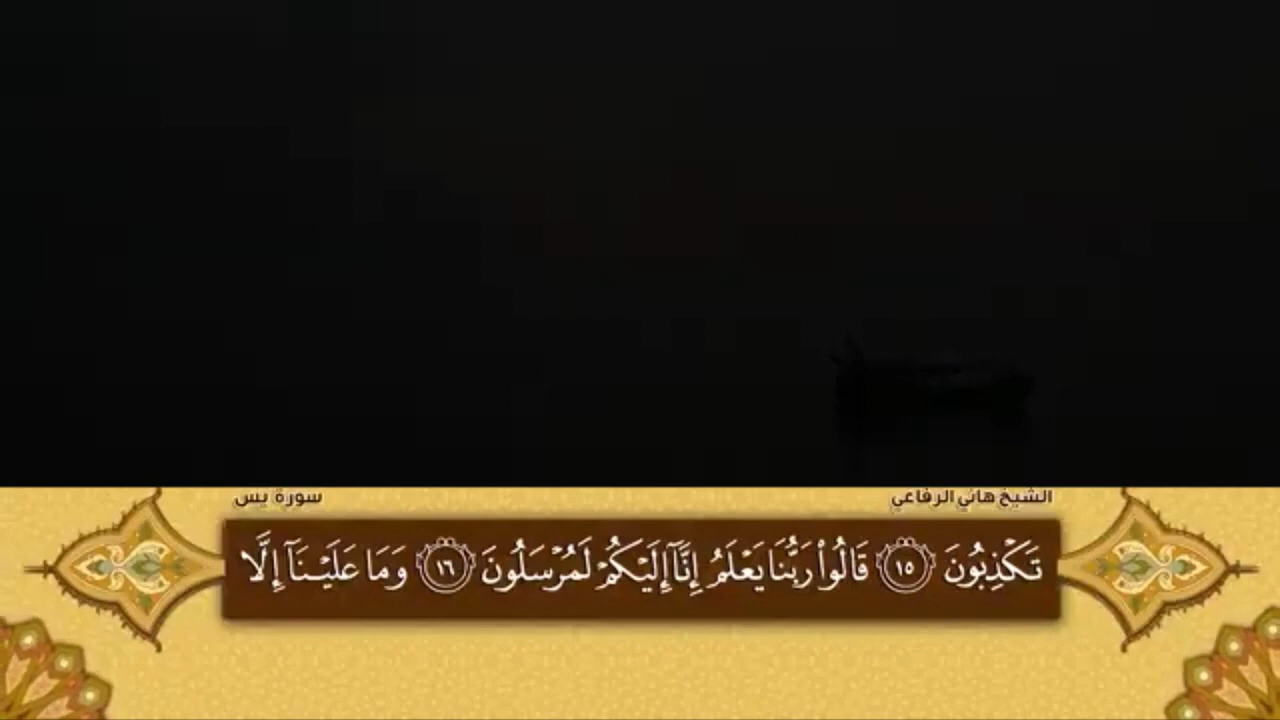 الشيخ هاني الرفاعي
سورة يس
تَكْذِبُونَ ١٥ قَالُوا۟ رَبُّنَا يَعْلَمُ إِنَّآ إِلَيْكُمْ لَمُرْسَلُونَ ١٦ وَمَا عَلَيْنَآ إِلَّا